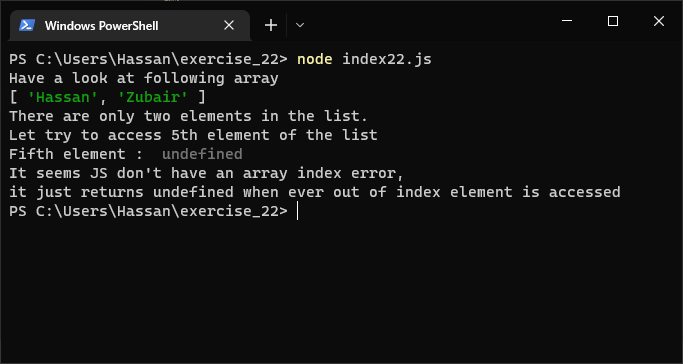 Windows PowerShell
PS C:\Users\Hassan\exercise_22> node index22.js
Have a look at following array
[ 'Hassan', 'Zubair' ]
There are only two elements in the list.
Let try to access 5th element of the list
Fifth element :  undefined
It seems JS don't have an array index error,
it just returns undefined when ever out of index element is accessed
PS C:\Users\Hassan\exercise_22>